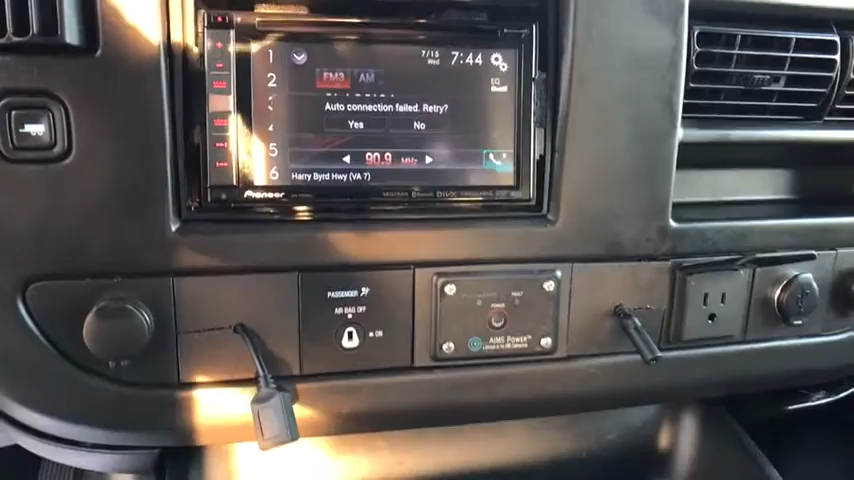 7/15
Wed
7:44
FM3 AM
EQ
1
2
3
4
5
6
Auto connection failed. Retry?
Yes No
90.9 MHz
Harry Byrd Hwy (VA 7)
Pioneer
DIVX
PASSENGER
AIR BAG OFF
ON
FAULT
POWER
AIMS POWER